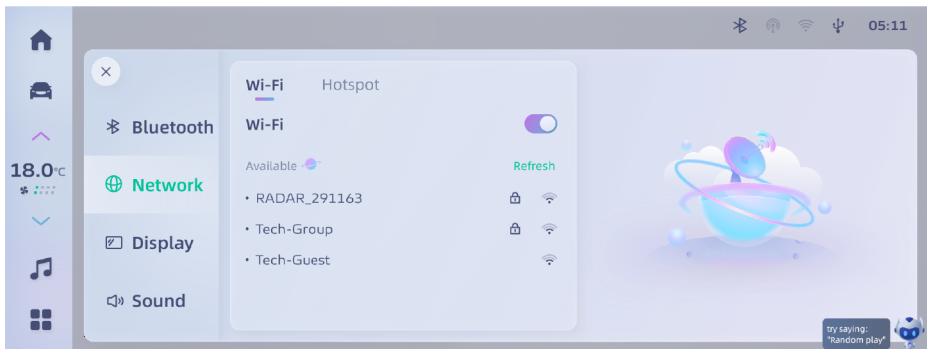 05:11
Wi-Fi Hotspot
Bluetooth
Wi-Fi
18.0°C
Available
Refresh
Network
• RADAR_291163
• Tech-Group
Display
• Tech-Guest
Sound
try saying:
"Random play"